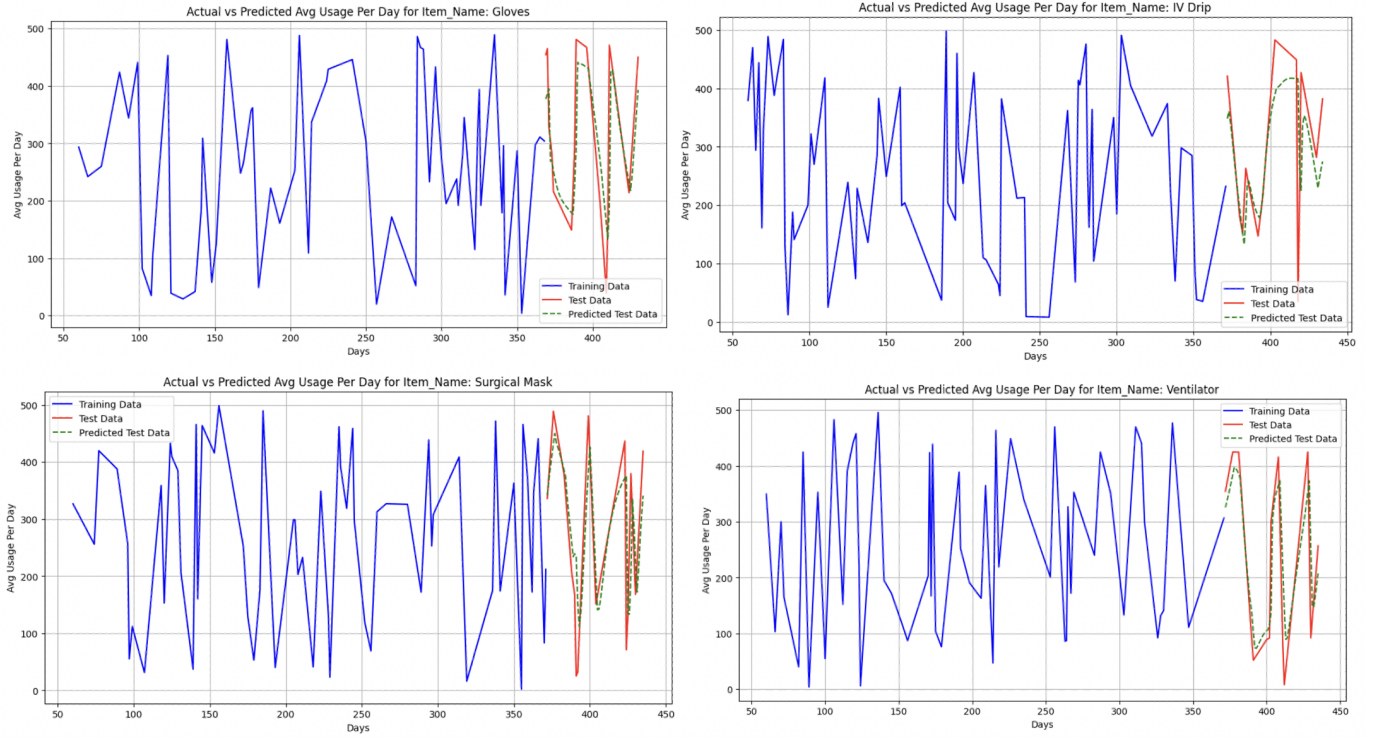 Actual vs Predicted Avg Usage Per Day for Item_Name: Gloves
500
400
300
200
100
0
Avg Usage Per Day
50
100
150
200
250
300
350
400
Days
Training Data
Test Data
Predicted Test Data
Actual vs Predicted Avg Usage Per Day for Item_Name: IV Drip
500
400
300
200
100
0
Avg Usage Per Day
50
100
150
200
250
300
350
400
450
Days
Training Data
Test Data
Predicted Test Data
Actual vs Predicted Avg Usage Per Day for Item_Name: Surgical Mask
500
400
300
200
100
0
Avg Usage Per Day
50
100
150
200
250
300
350
400
450
Days
Training Data
Test Data
Predicted Test Data
Actual vs Predicted Avg Usage Per Day for Item_Name: Ventilator
500
400
300
200
100
0
Avg Usage Per Day
50
100
150
200
250
300
350
400
450
Days
Training Data
Test Data
Predicted Test Data